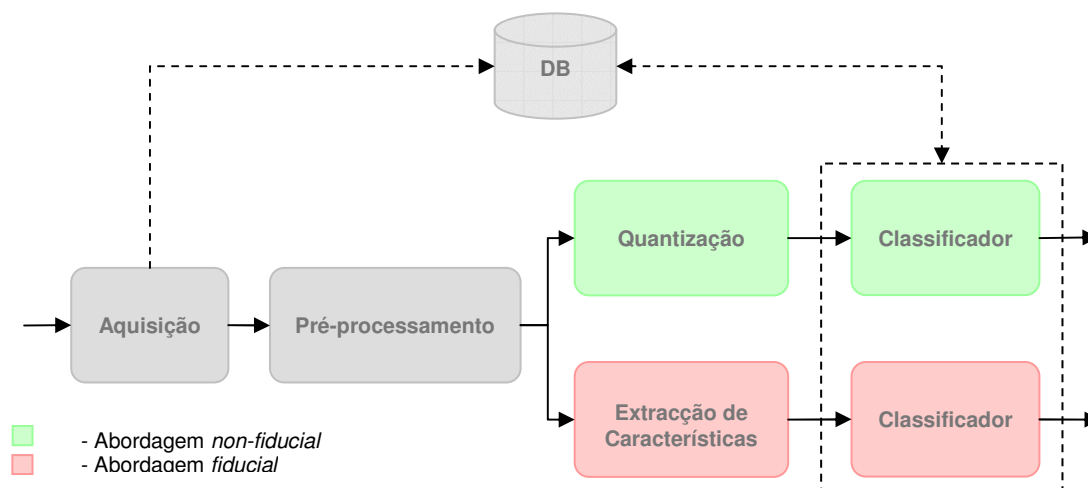 DB
Quantização
Classificador
Aquisição
Pré-processamento
Extracção de
Características
Classificador
- Abordagem non-fiducial
- Abordagem fiducial